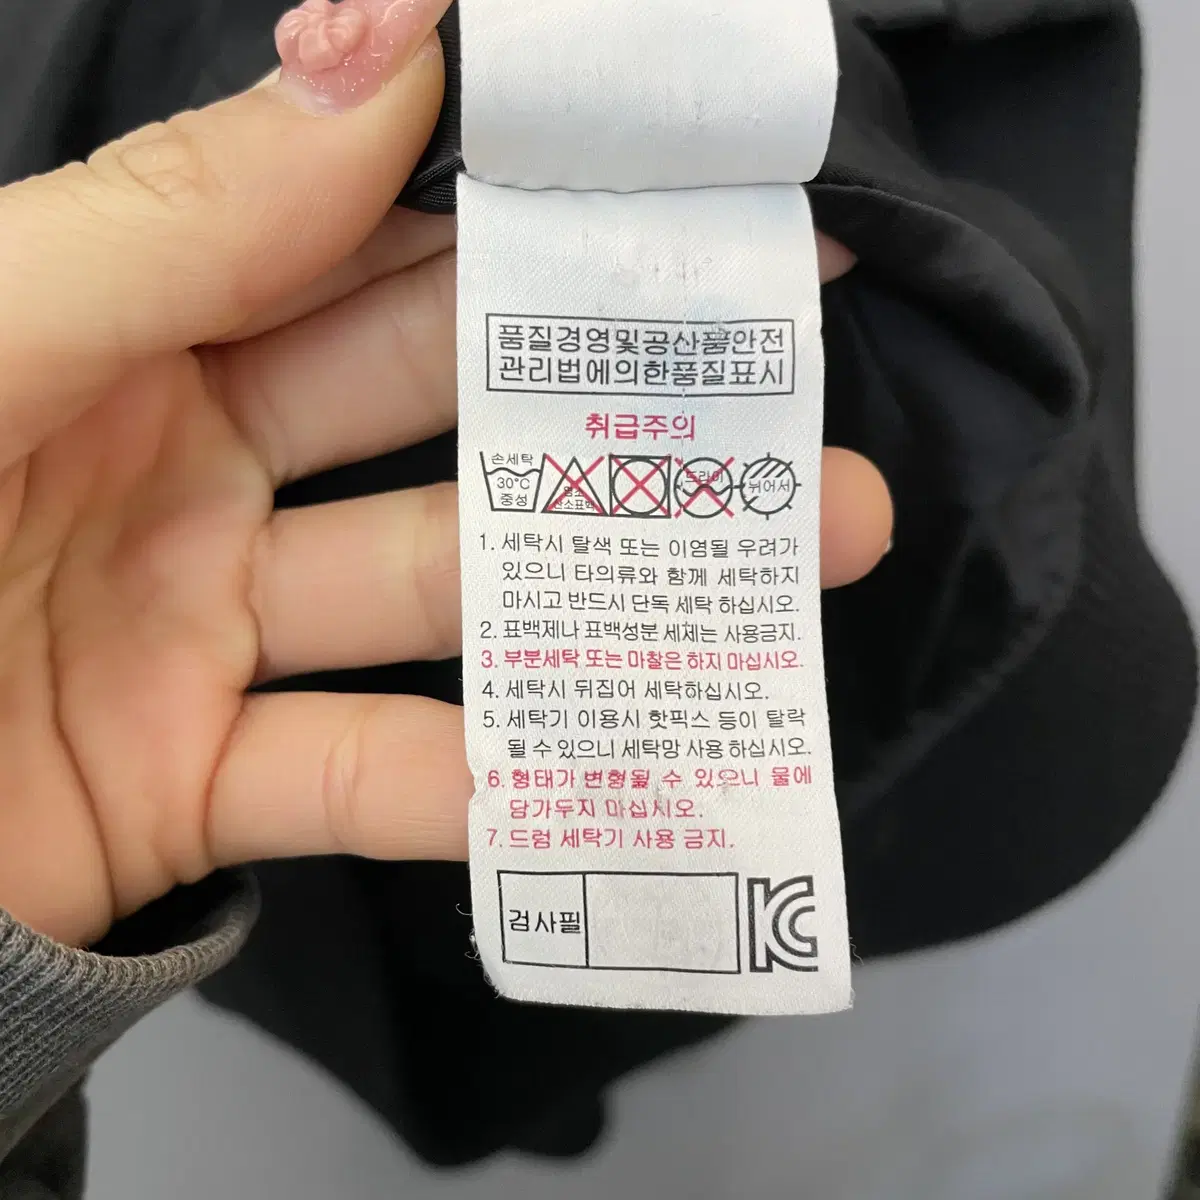 품질경영및공산품안전
관리법에의한품질표시
취급주의
손세탁
30°C
중성
염소
산소표백
드라이
뉘어서
1. 세탁시 탈색 또는 이염될 우려가
있으니 타의류와 함께 세탁하지
마시고 반드시 단독 세탁 하십시오.
2. 표백제나 표백성분 세제는 사용금지.
3. 부분세탁 또는 마찰은 하지 마십시오.
4. 세탁시 뒤집어 세탁하십시오.
5. 세탁기 이용시 핫픽스 등이 탈락
될 수 있으니 세탁망 사용 하십시오.
6. 형태가 변형될 수 있으니 물에
담가두지 마십시오.
7. 드럼 세탁기 사용 금지.
검사필
KC